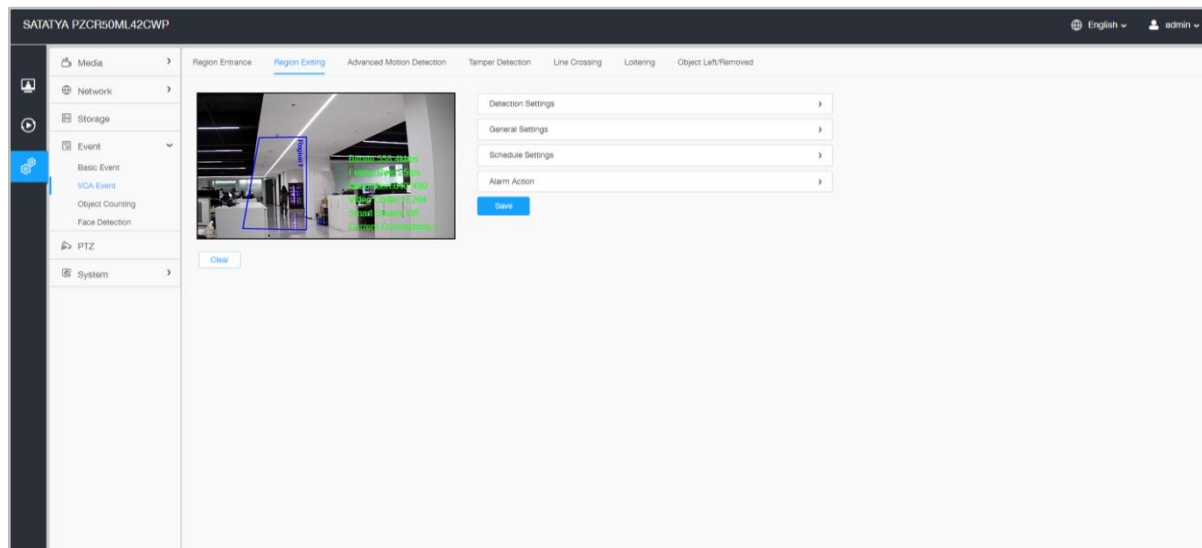 SATATYA PZCR50ML42CWP
English
admin
Media
Network
Storage
Event
Basic Event
VCA Event
Object Counting
Face Detection
PTZ
System
Region Entrance
Region Exiting
Advanced Motion Detection
Tamper Detection
Line Crossing
Loitering
Object Left/Removed
Region1
Clear
Detection Settings
General Settings
Schedule Settings
Alarm Action
Save